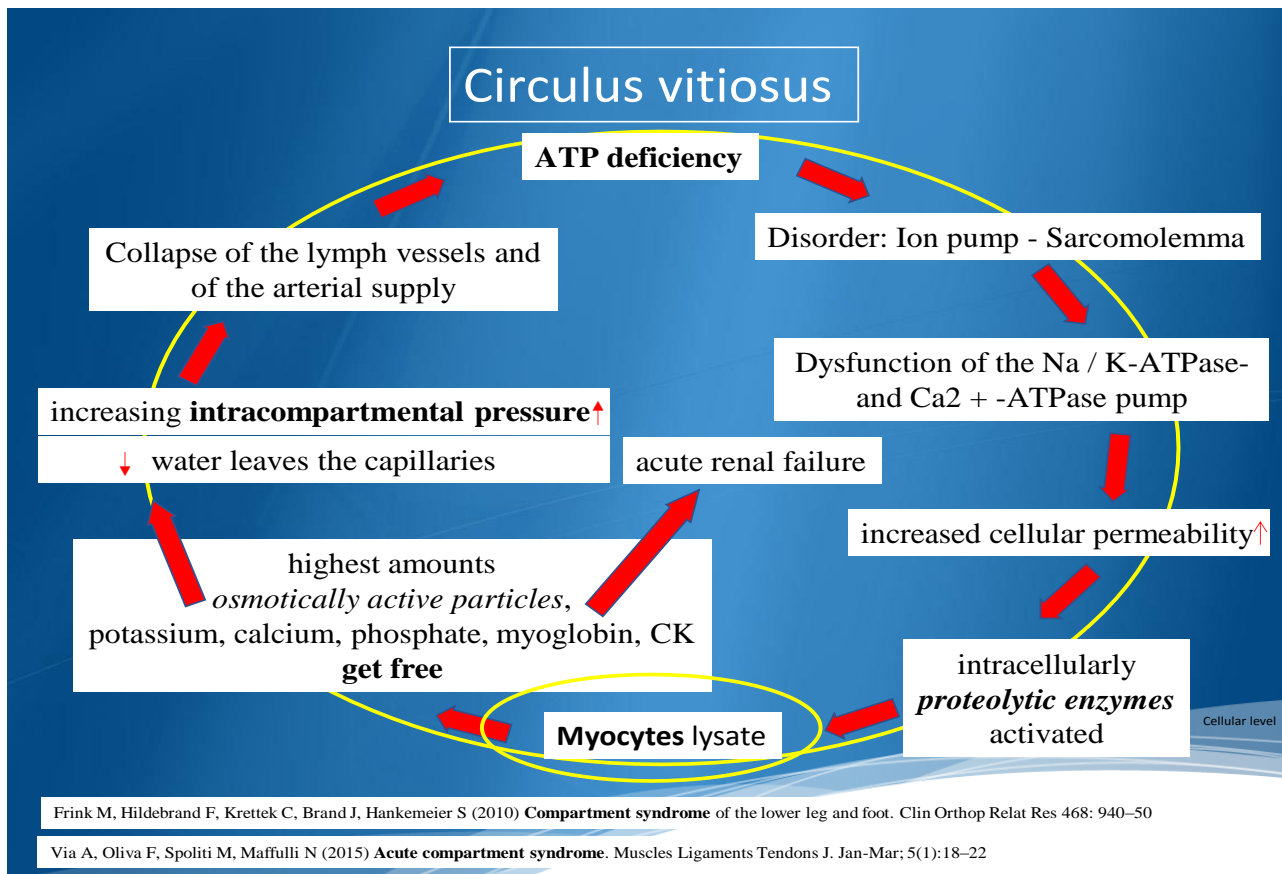 Circulus vitiosus
ATP deficiency
Disorder: Ion pump - Sarcomolemma
Dysfunction of the Na / K-ATPase-
and Ca2 + -ATPase pump
increased cellular permeability↑
intracellularly
proteolytic enzymes
activated
Cellular level
Myocytes lysate
highest amounts
osmotically active particles,
potassium, calcium, phosphate, myoglobin, CK
get free
acute renal failure
increasing intracompartmental pressure↑
↓ water leaves the capillaries
Collapse of the lymph vessels and
of the arterial supply
Frink M, Hildebrand F, Krettek C, Brand J, Hankemeier S (2010) Compartment syndrome of the lower leg and foot. Clin Orthop Relat Res 468: 940–50
Via A, Oliva F, Spoliti M, Maffulli N (2015) Acute compartment syndrome. Muscles Ligaments Tendons J. Jan-Mar; 5(1):18–22